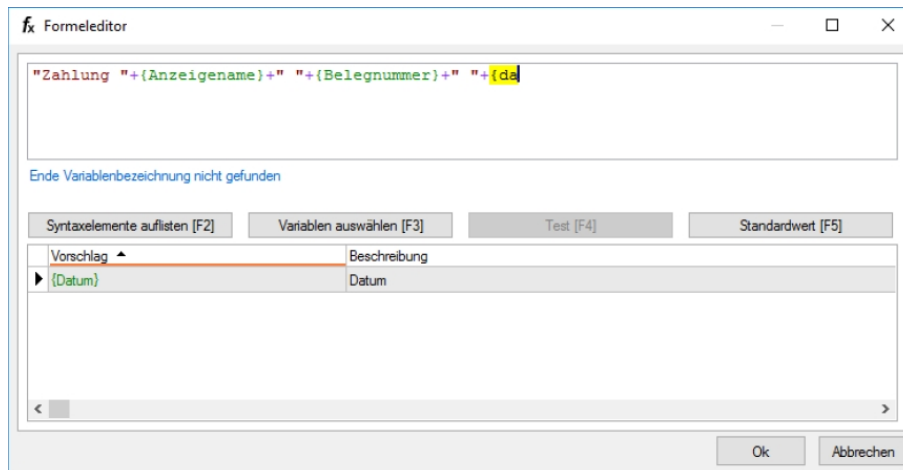 fx Formeleditor
"Zahlung "+{Anzeigename}+" "+{Belegnummer}+" "+{da
Ende Variablenbezeichnung nicht gefunden
Syntaxelemente auflisten [F2] Variablen auswählen [F3] Test [F4] Standardwert [F5]
Vorschlag Beschreibung
{Datum} Datum
Ok Abbrechen